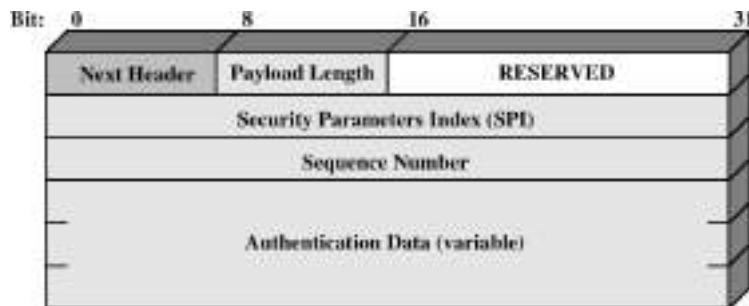 Bit: 0 8 16 31
Next Header Payload Length RESERVED
Security Parameters Index (SPI)
Sequence Number
Authentication Data (variable)